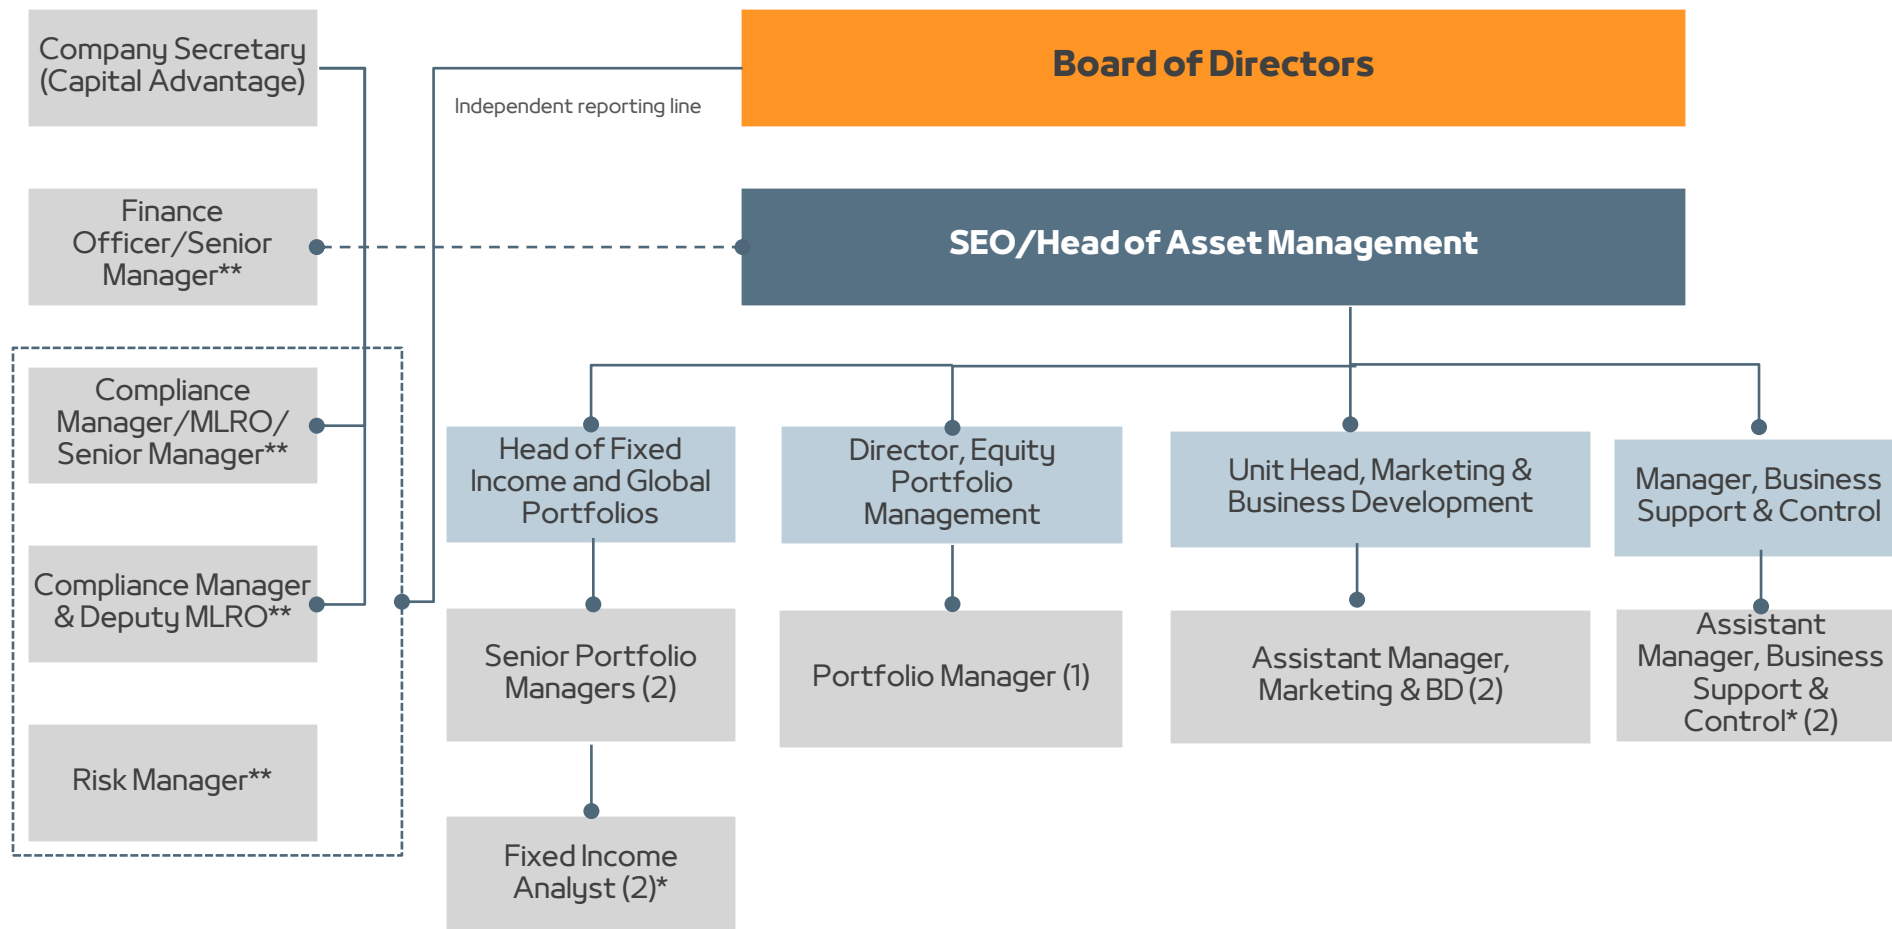 Company Secretary
(Capital Advantage)
Board of Directors
Independent reporting line
Finance
Officer/Senior
Manager**
SEO/Head of Asset Management
Compliance
Manager/MLRO/
Senior Manager**
Compliance Manager
& Deputy MLRO**
Risk Manager**
Head of Fixed
Income and Global
Portfolios
Director, Equity
Portfolio
Management
Unit Head, Marketing &
Business Development
Manager, Business
Support & Control
Senior Portfolio
Managers (2)
Portfolio Manager (1)
Assistant Manager,
Marketing & BD (2)
Assistant
Manager, Business
Support &
Control* (2)
Fixed Income
Analyst (2)*